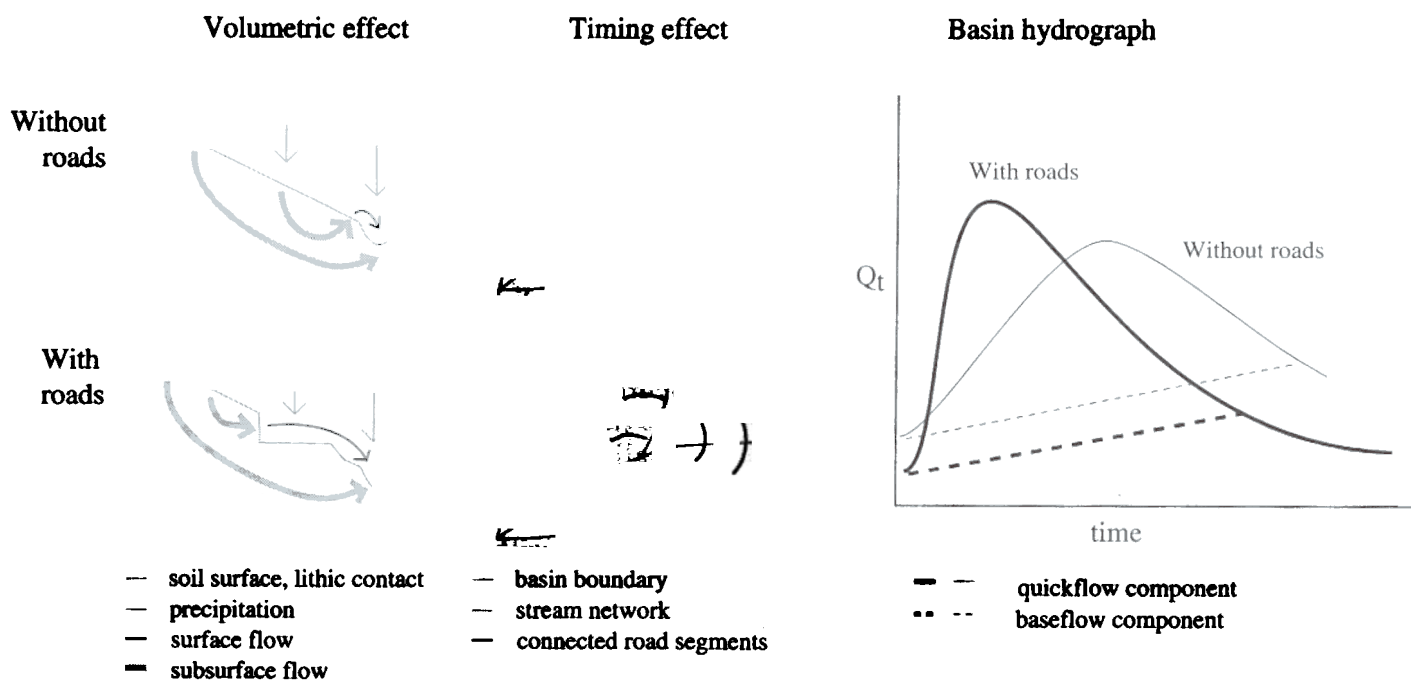 Volumetric effect
Timing effect
Basin hydrograph
Without
roads
With roads
Without roads
Qt
With
roads
time
soil surface, lithic contact
precipitation
surface flow
subsurface flow
basin boundary
stream network
connected road segments
quickflow component
baseflow component